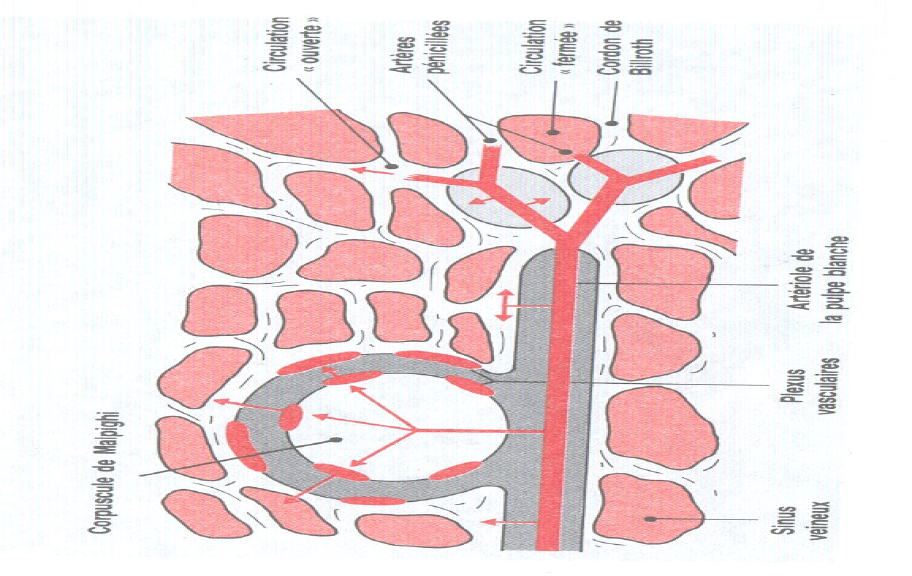 Circulation
« ouverte »
Artères
pénicillées
Circulation
« fermée »
Cordon de
Billroth
Corpuscule de Malpighi
Artériole de
la pulpe blanche
Plexus
vasculaires
Sinus
veineux